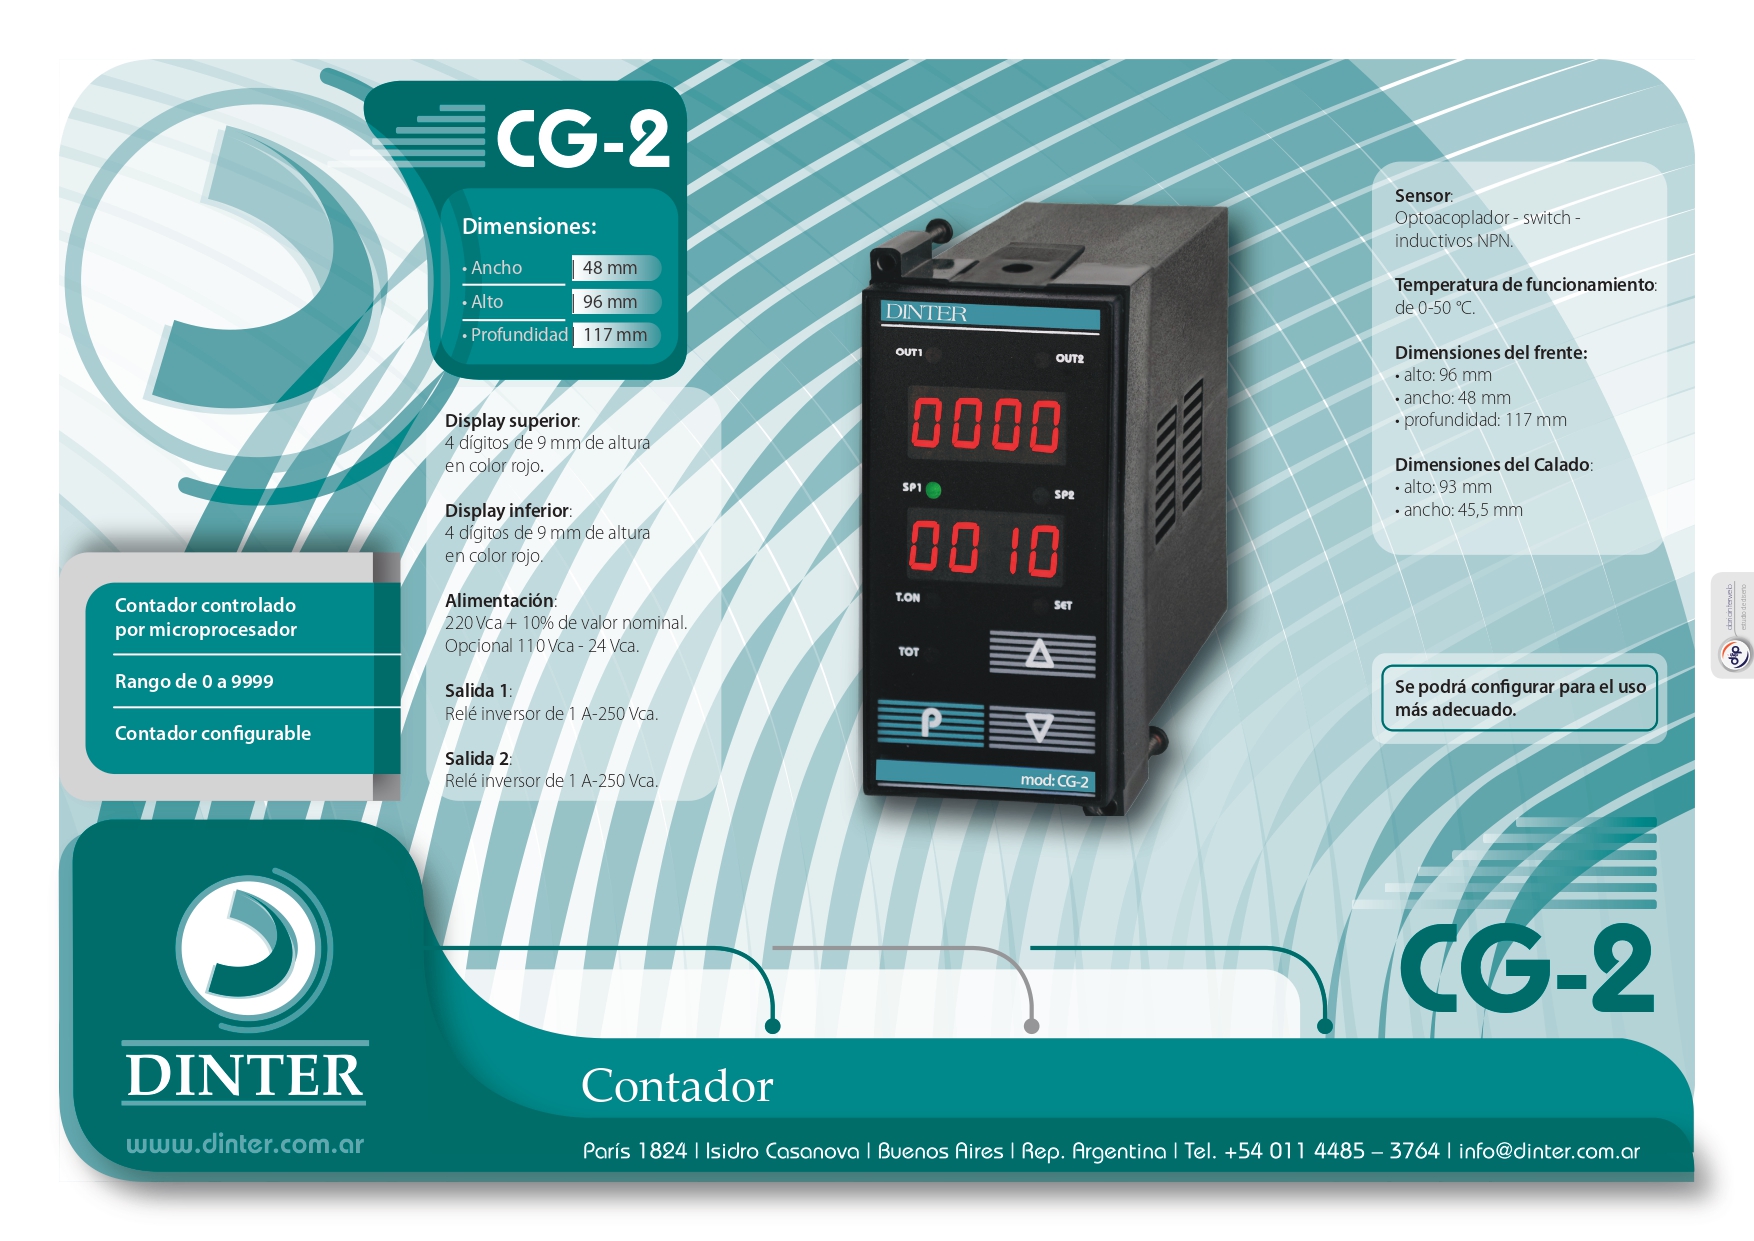 CG-2
Dimensiones:
• Ancho 48 mm
• Alto 96 mm
• Profundidad 117 mm
Display superior:
4 dígitos de 9 mm de altura
en color rojo.
Display inferior:
4 dígitos de 9 mm de altura
en color rojo.
Alimentación:
220 Vca + 10% de valor nominal.
Opcional 110 Vca - 24 Vca.
Salida 1:
Relé inversor de 1 A-250 Vca.
Salida 2:
Relé inversor de 1 A-250 Vca.
Contador controlado
por microprocesador
Rango de 0 a 9999
Contador configurable
DINTER
OUT1 OUT2
0000
SP1 SP2
0010
T.ON SET
TOT
P
mod: CG-2
Sensor:
Optoacoplador - switch -
inductivos NPN.
Temperatura de funcionamiento:
de 0-50 °C.
Dimensiones del frente:
• alto: 96 mm
• ancho: 48 mm
• profundidad: 117 mm
Dimensiones del Calado:
• alto: 93 mm
• ancho: 45,5 mm
Se podrá configurar para el uso
más adecuado.
CG-2
DINTER
www.dinter.com.ar
Contador
París 1824 | Isidro Casanova | Buenos Aires | Rep. Argentina | Tel. +54 011 4485 – 3764 | info@dinter.com.ar